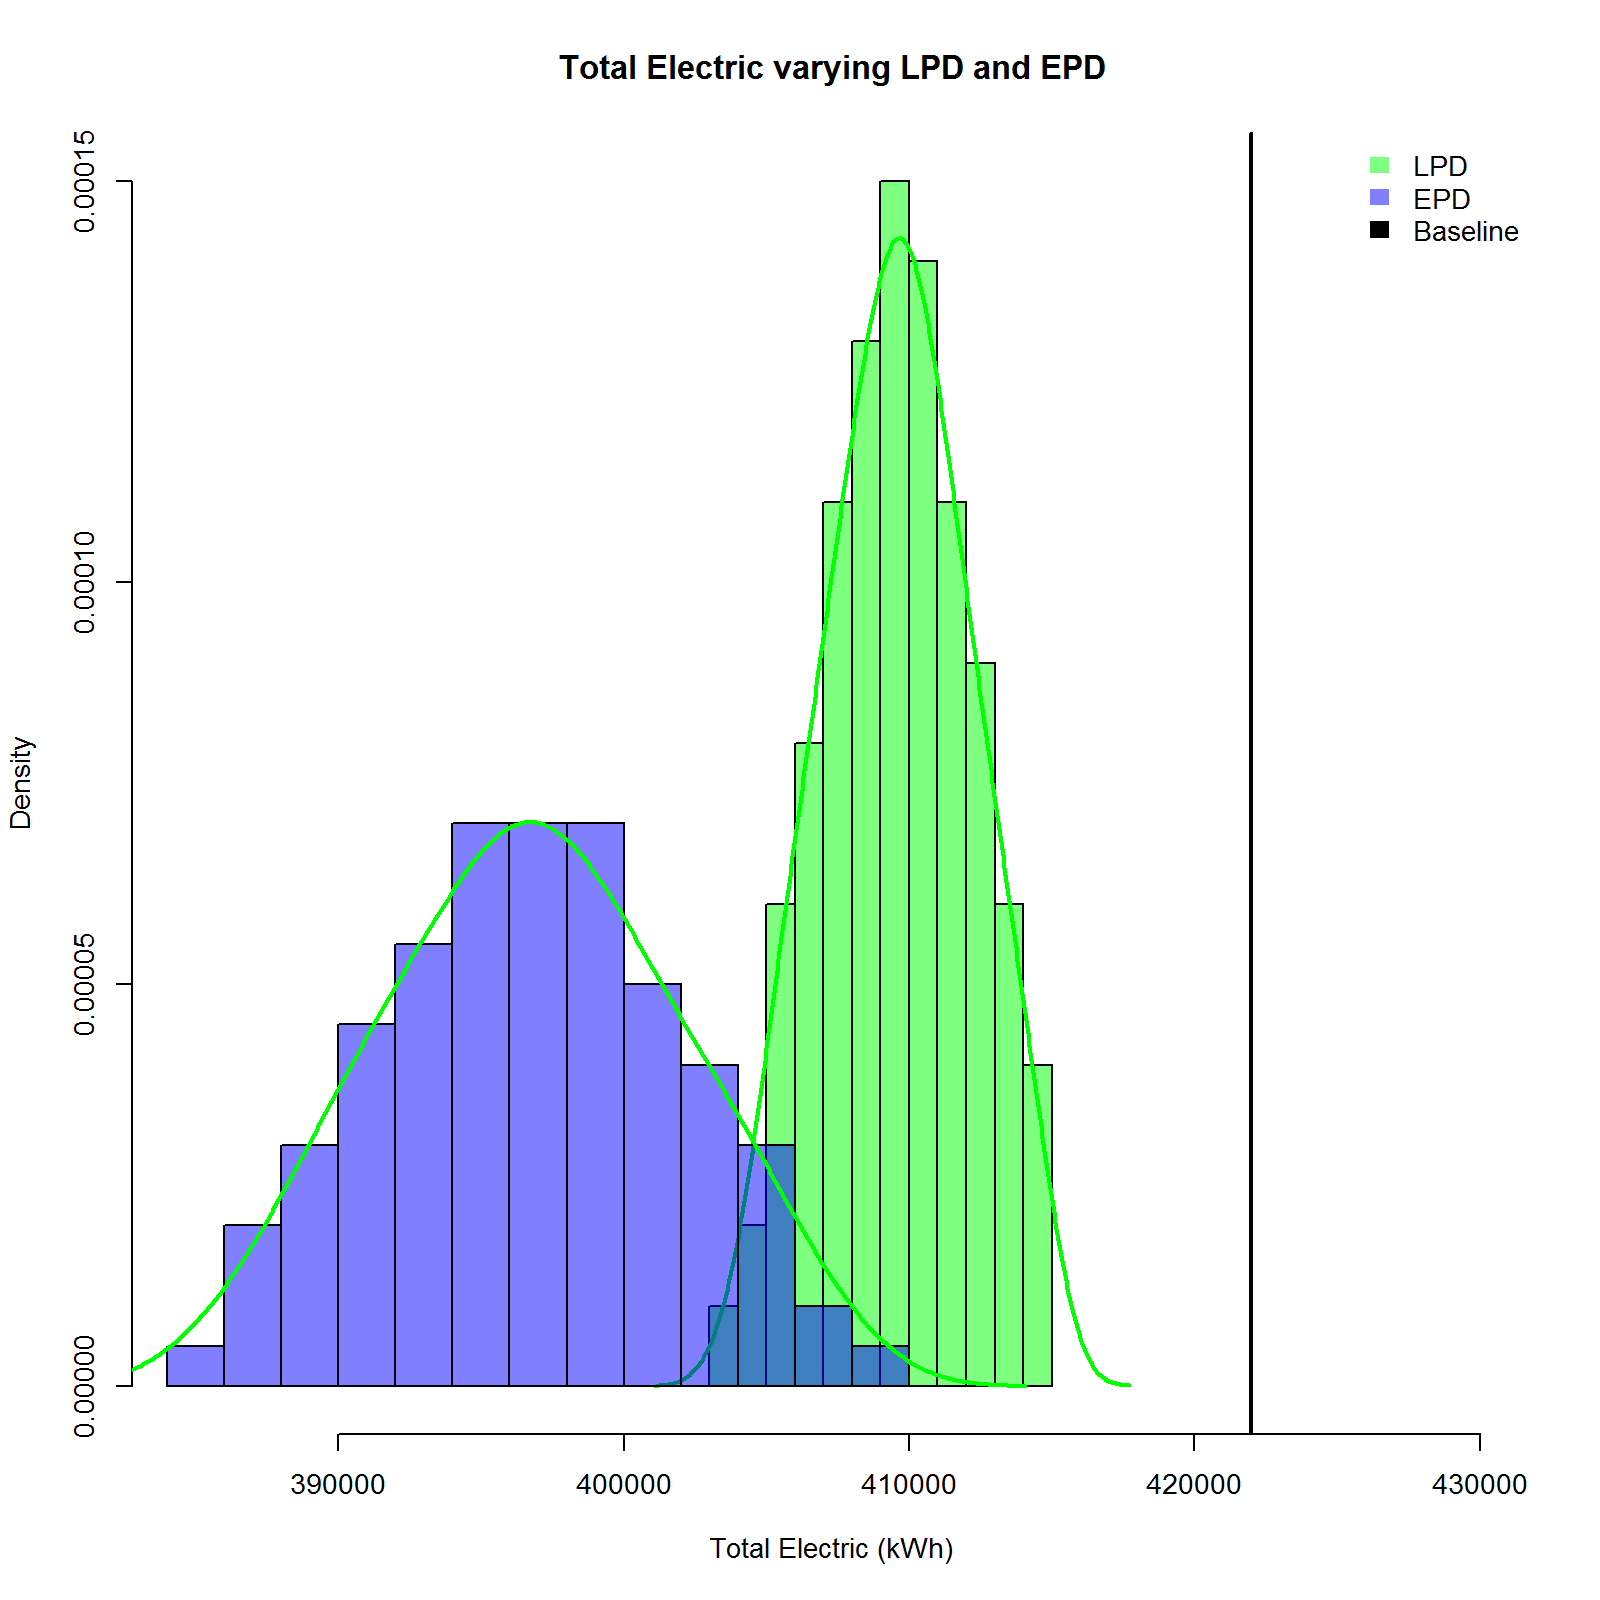 Total Electric varying LPD and EPD
LPD
EPD
Baseline
0.00015
0.00010
0.00005
0.00000
Density
390000 400000 410000 420000 430000
Total Electric (kWh)